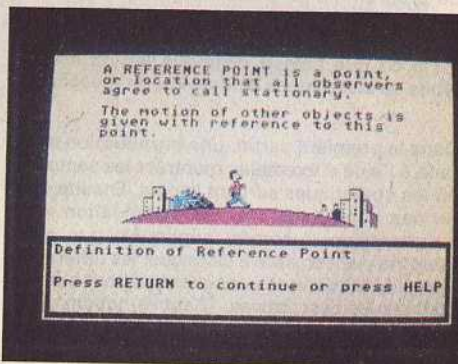 A REFERENCE POINT is a point,
or location that all observers
agree to call stationary.
The motion of other objects is
given with reference to this
point.
Definition of Reference Point
Press RETURN to continue or press HELP